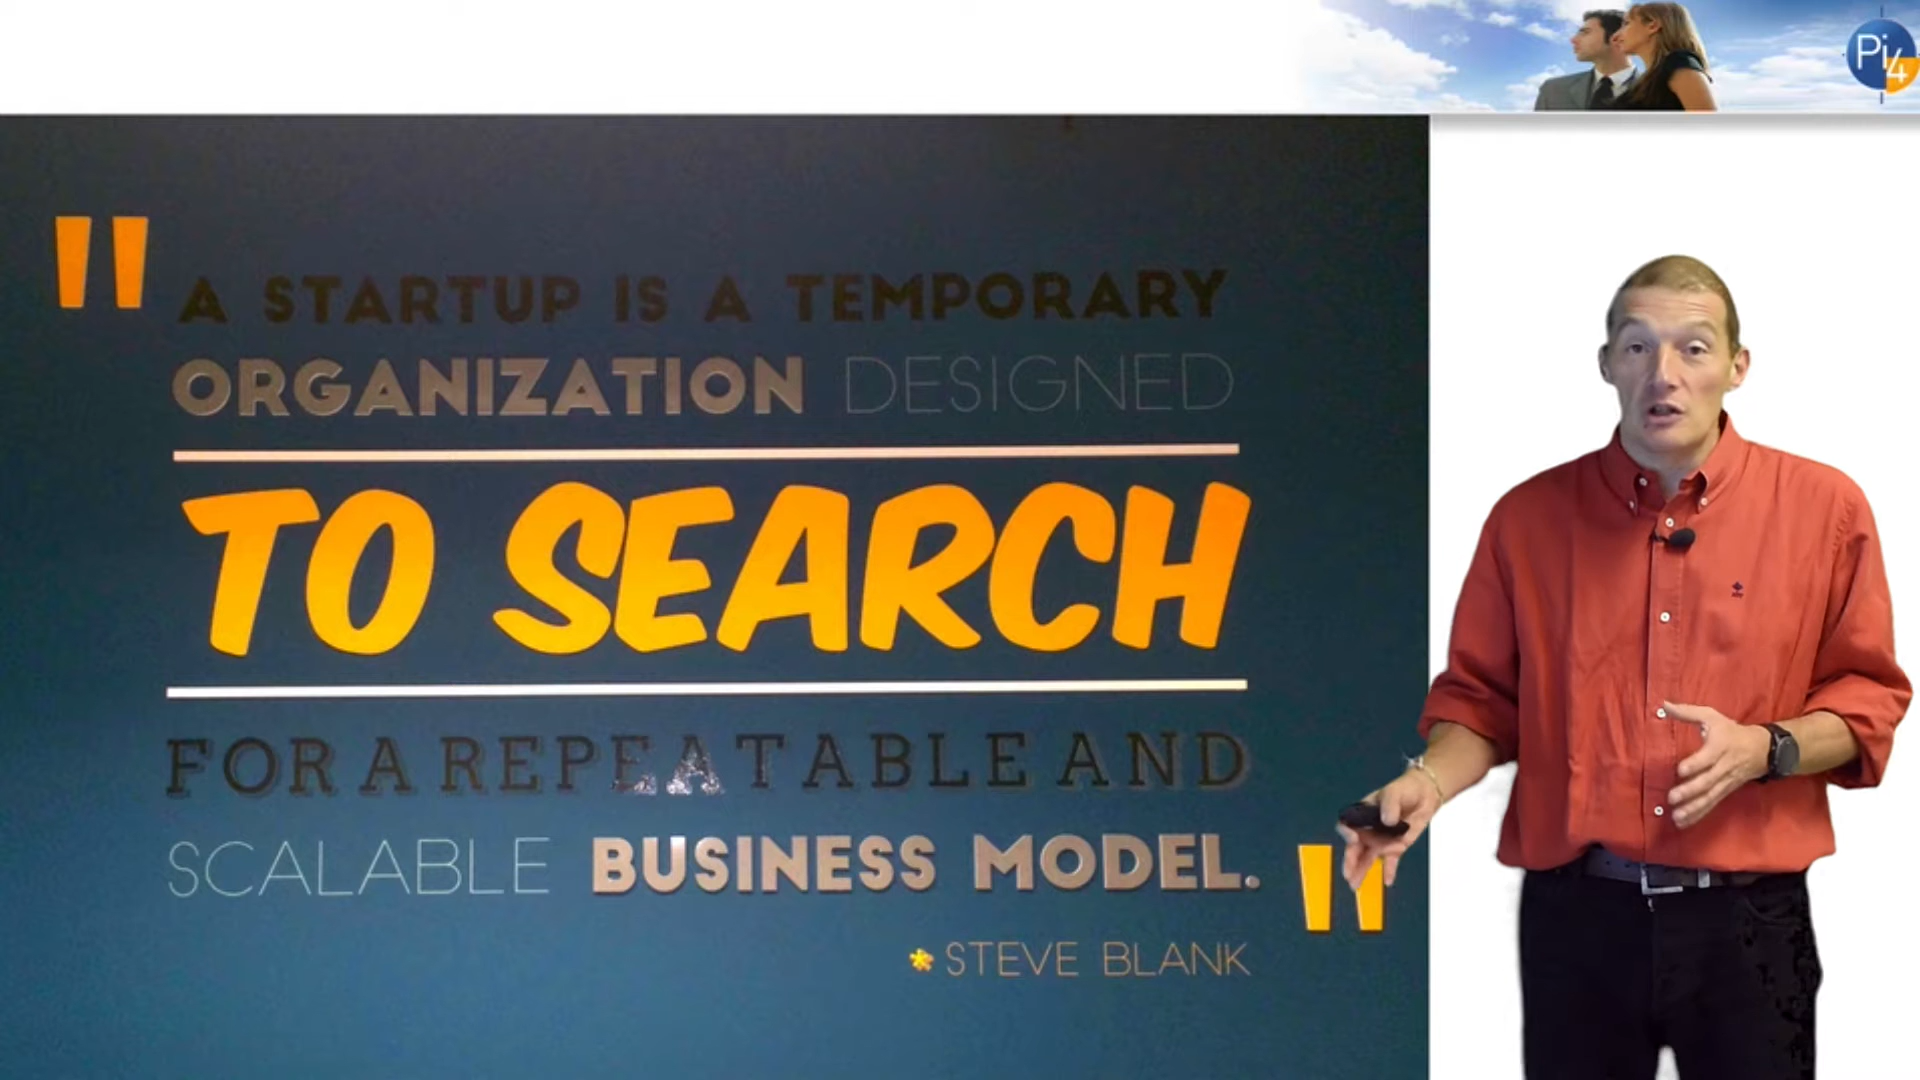 Pi4
" A STARTUP IS A TEMPORARY
ORGANIZATION DESIGNED
TO SEARCH
FOR A REPEATABLE AND
SCALABLE BUSINESS MODEL. "
* STEVE BLANK